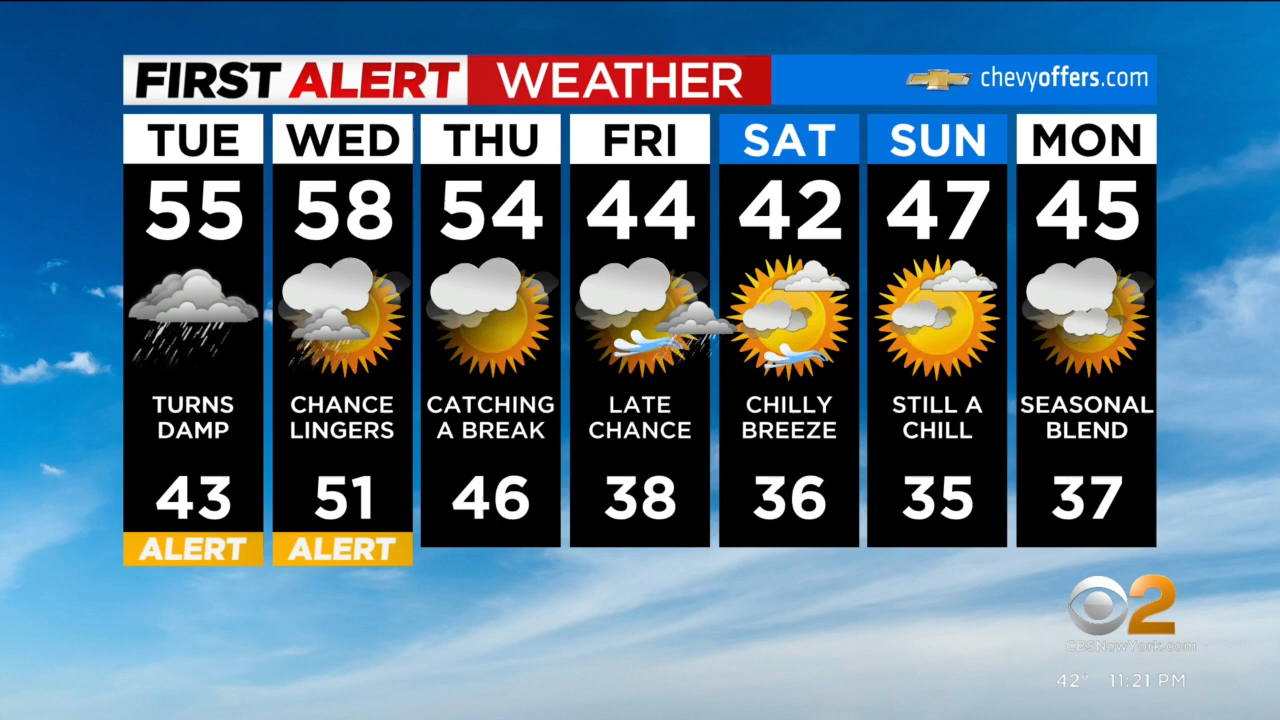 FIRST ALERT WEATHER chevyoffers.com
TUE WED THU FRI SAT SUN MON
55 58 54 44 42 47 45
TURNS CHANCE CATCHING LATE CHILLY STILL A SEASONAL
DAMP LINGERS A BREAK CHANCE BREEZE CHILL BLEND
43 51 46 38 36 35 37
ALERT ALERT
2
CBSNewYork.com
42° 11:21 PM